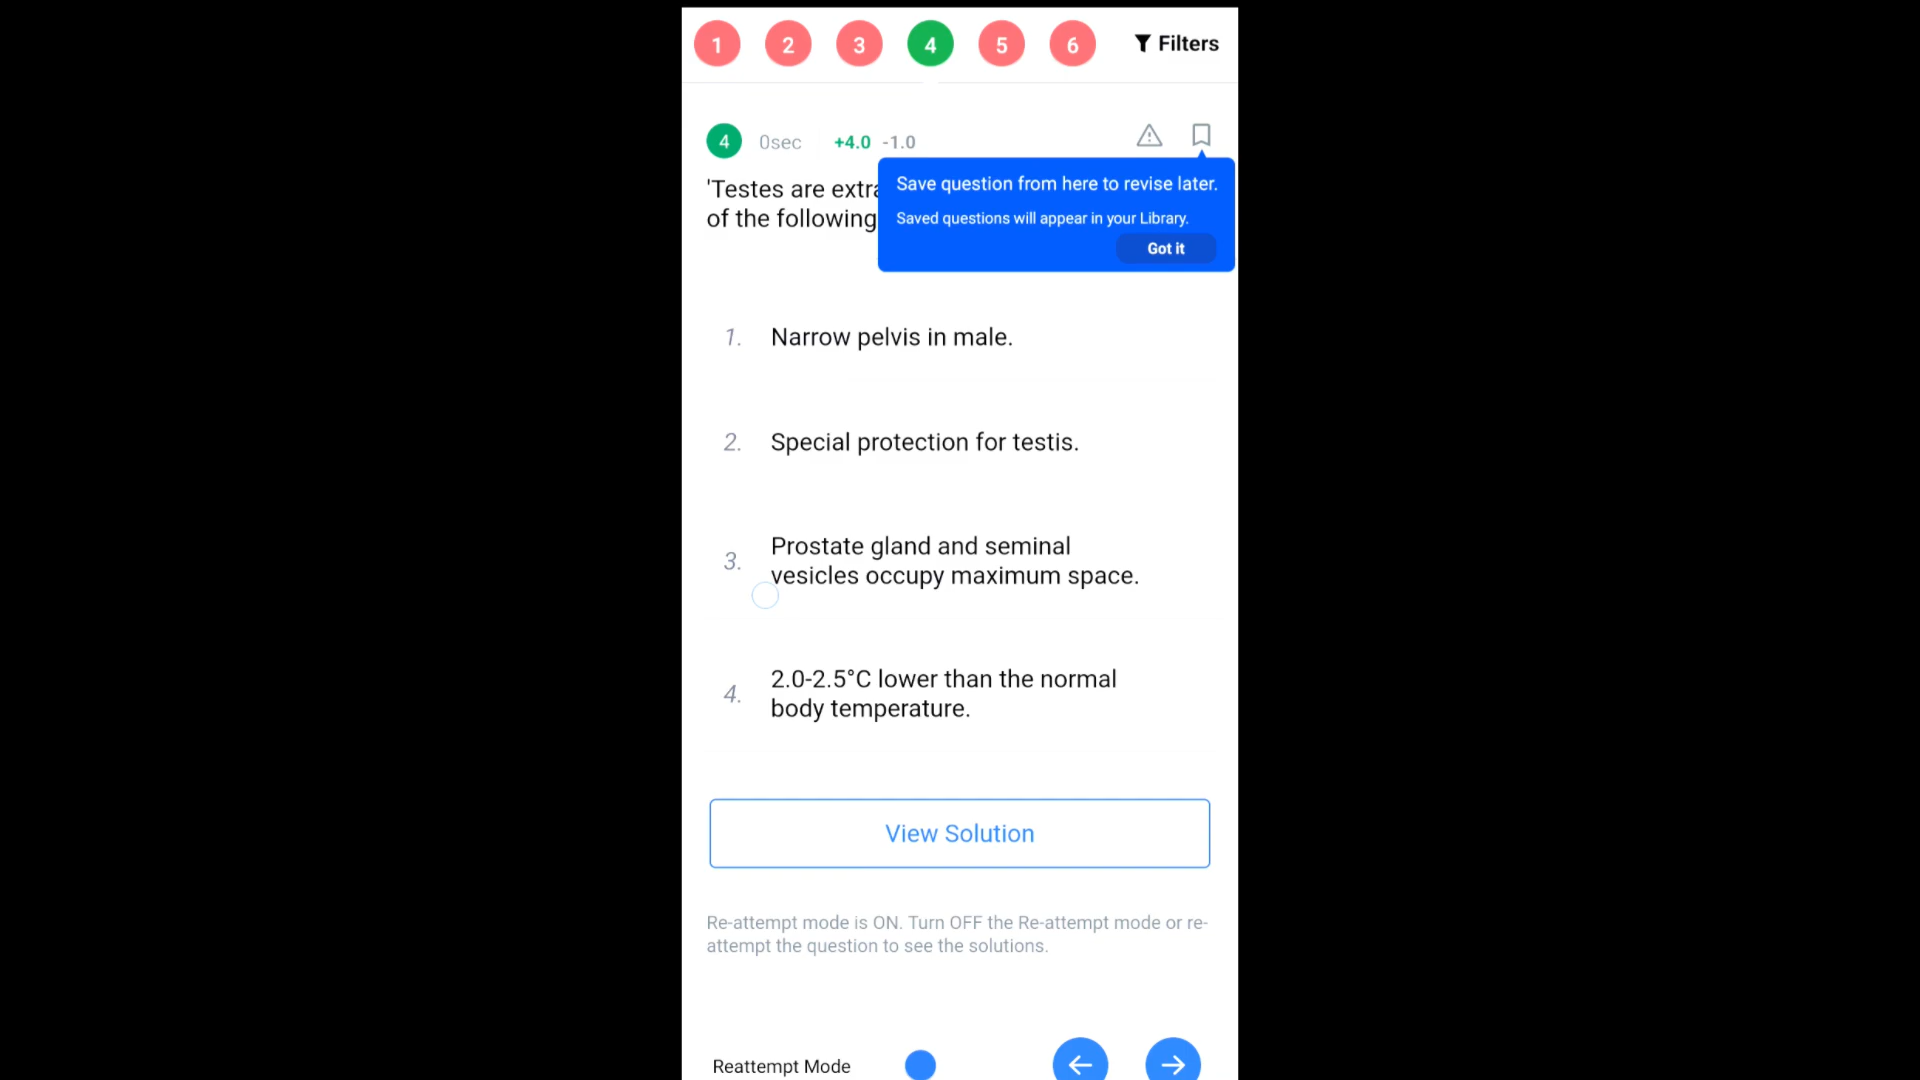 1 2 3 4 5 6 Filters
4 0sec +4.0 -1.0
Save question from here to revise later.
Saved questions will appear in your Library.
Got it
'Testes are
of the following
1. Narrow pelvis in male.
2. Special protection for testis.
3. Prostate gland and seminal
vesicles occupy maximum space.
4. 2.0-2.5°C lower than the normal
body temperature.
View Solution
Re-attempt mode is ON. Turn OFF the Re-attempt mode or re-
attempt the question to see the solutions.
Reattempt Mode